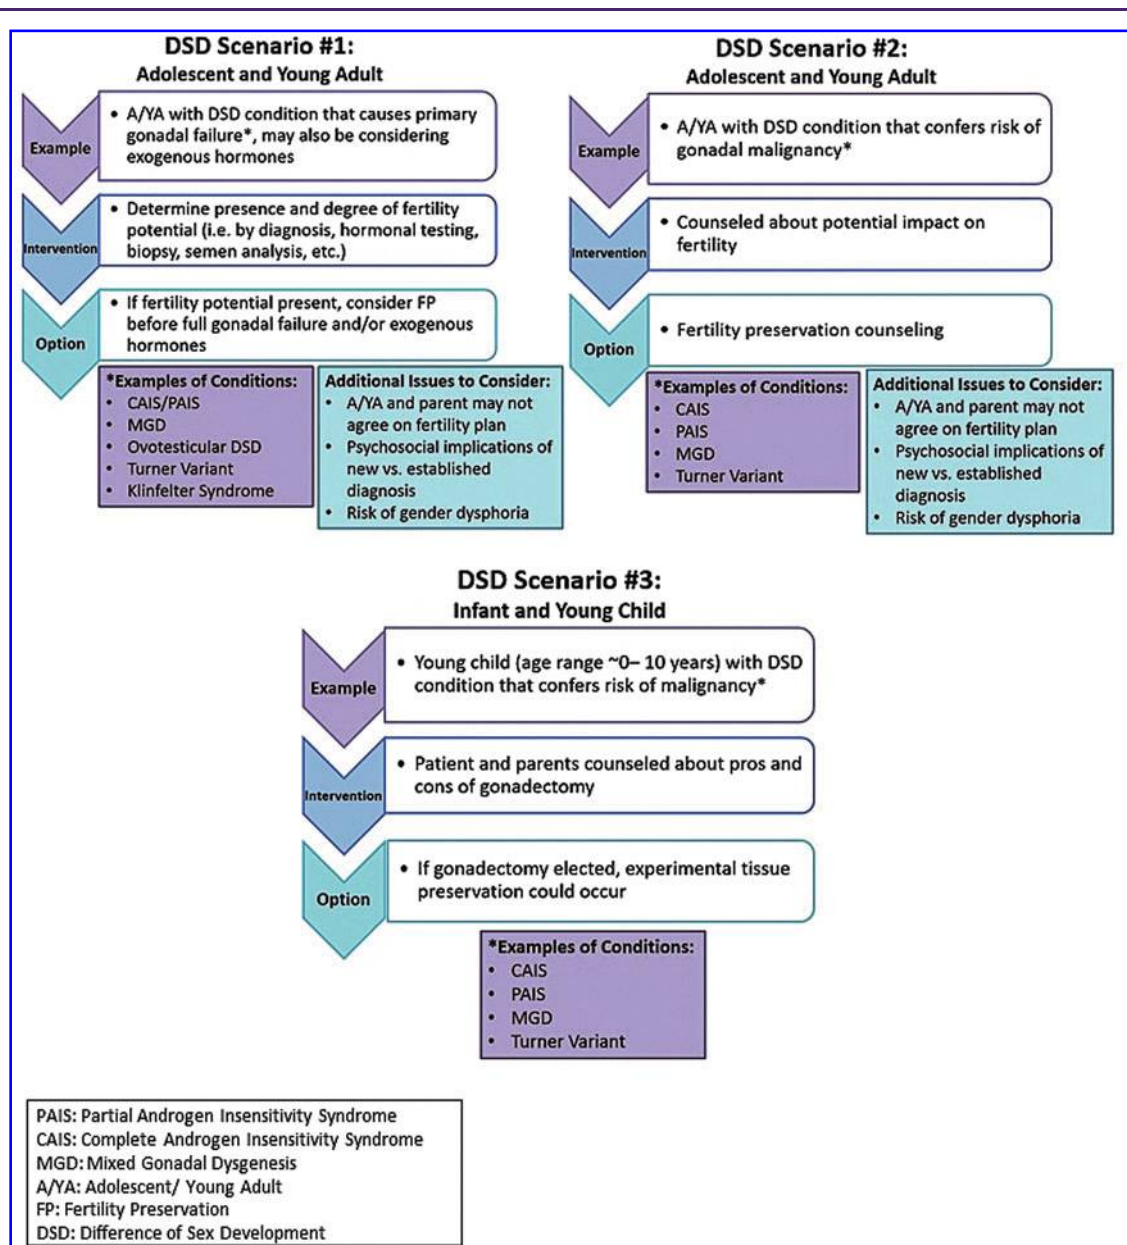 DSD Scenario #1:
Adolescent and Young Adult
Example
• A/YA with DSD condition that causes primary
gonadal failure*, may also be considering
exogenous hormones
Intervention
• Determine presence and degree of fertility
potential (i.e. by diagnosis, hormonal testing,
biopsy, semen analysis, etc.)
Option
• If fertility potential present, consider FP
before full gonadal failure and/or exogenous
hormones
*Examples of Conditions:
• CAIS/PAIS
• MGD
• Ovotesticular DSD
• Turner Variant
• Klinfelter Syndrome
Additional Issues to Consider:
• A/YA and parent may not
agree on fertility plan
• Psychosocial implications of
new vs. established
diagnosis
• Risk of gender dysphoria
DSD Scenario #2:
Adolescent and Young Adult
Example
• A/YA with DSD condition that confers risk of
gonadal malignancy*
Intervention
• Counseled about potential impact on
fertility
Option
• Fertility preservation counseling
*Examples of Conditions:
• CAIS
• PAIS
• MGD
• Turner Variant
Additional Issues to Consider:
• A/YA and parent may not
agree on fertility plan
• Psychosocial implications of
new vs. established
diagnosis
• Risk of gender dysphoria
DSD Scenario #3:
Infant and Young Child
Example
• Young child (age range ~0– 10 years) with DSD
condition that confers risk of malignancy*
Intervention
• Patient and parents counseled about pros and
cons of gonadectomy
Option
• If gonadectomy elected, experimental tissue
preservation could occur
*Examples of Conditions:
• CAIS
• PAIS
• MGD
• Turner Variant
PAIS: Partial Androgen Insensitivity Syndrome
CAIS: Complete Androgen Insensitivity Syndrome
MGD: Mixed Gonadal Dysgenesis
A/YA: Adolescent/ Young Adult
FP: Fertility Preservation
DSD: Difference of Sex Development